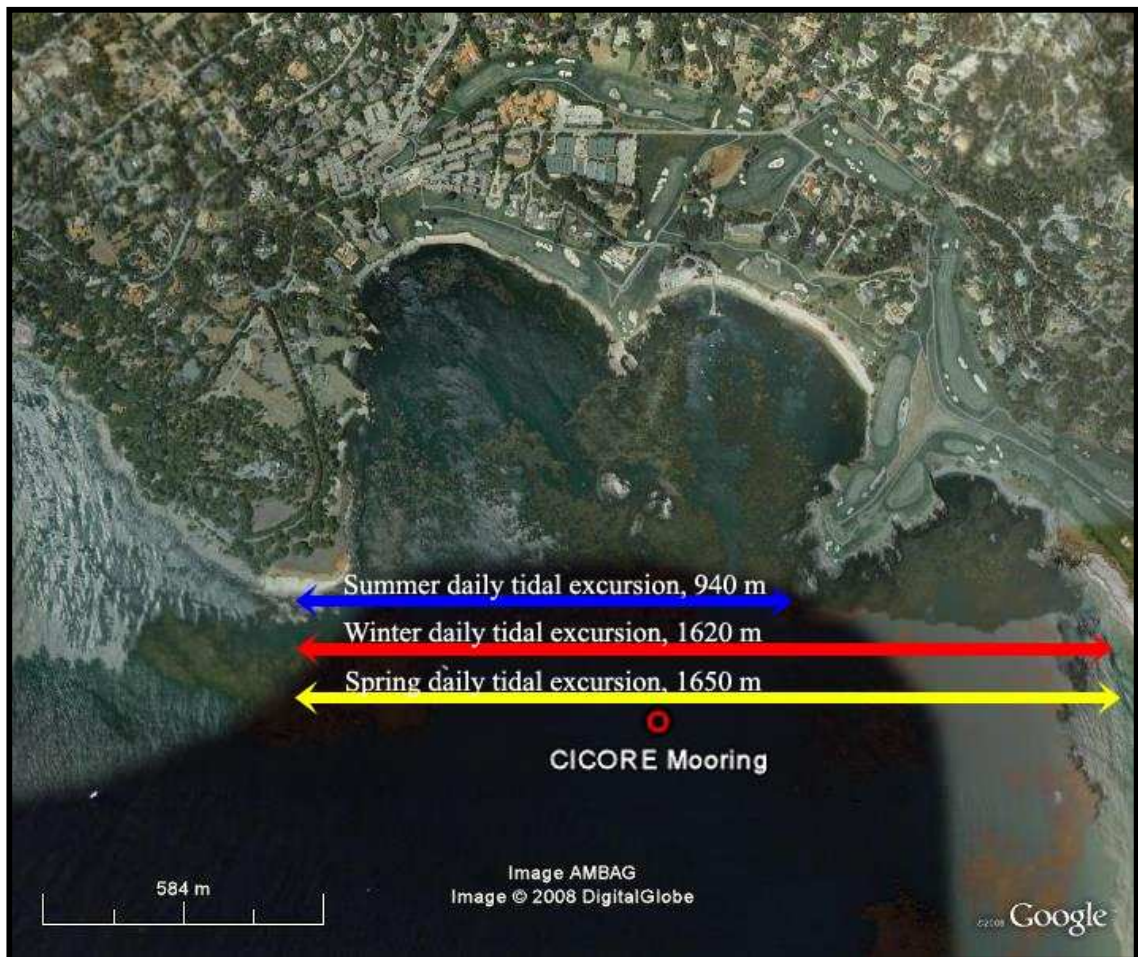 Summer daily tidal excursion, 940 m
Winter daily tidal excursion, 1620 m
Spring daily tidal excursion, 1650 m
CICORE Mooring
Image AMBAG
Image © 2008 DigitalGlobe
584 m
©2008 Google